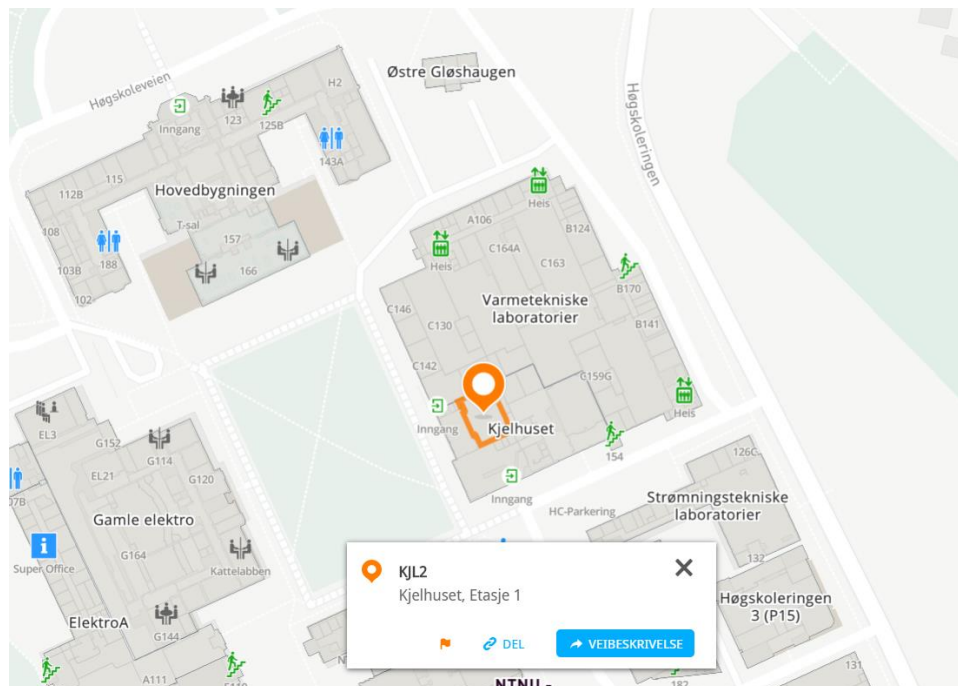 Østre Gløshaugen
Høgskoleveien
H2
123
Inngang
125B
143A
115
112B
Hovedbygningen
Høgskoleringen
Heis
A106
B124
T-sal
108
157
188
166
103B
102
C164A
C163
Heis
B170
Varmetekniske
laboratorier
C146
C130
B141
C142
Inngang
Kjelhuset
Heis
EL3
G152
G114
EL21
G120
154
126C
Inngang
HC-Parkering
Strømningstekniske
laboratorier
Gamle elektro
G164
Super Office
Kattelabben
132
KJL2
Kjelhuset, Etasje 1
DEL
VEIBESKRIVELSE
Høgskoleringen
3 (P15)
ElektroA
G144
A111
131
182